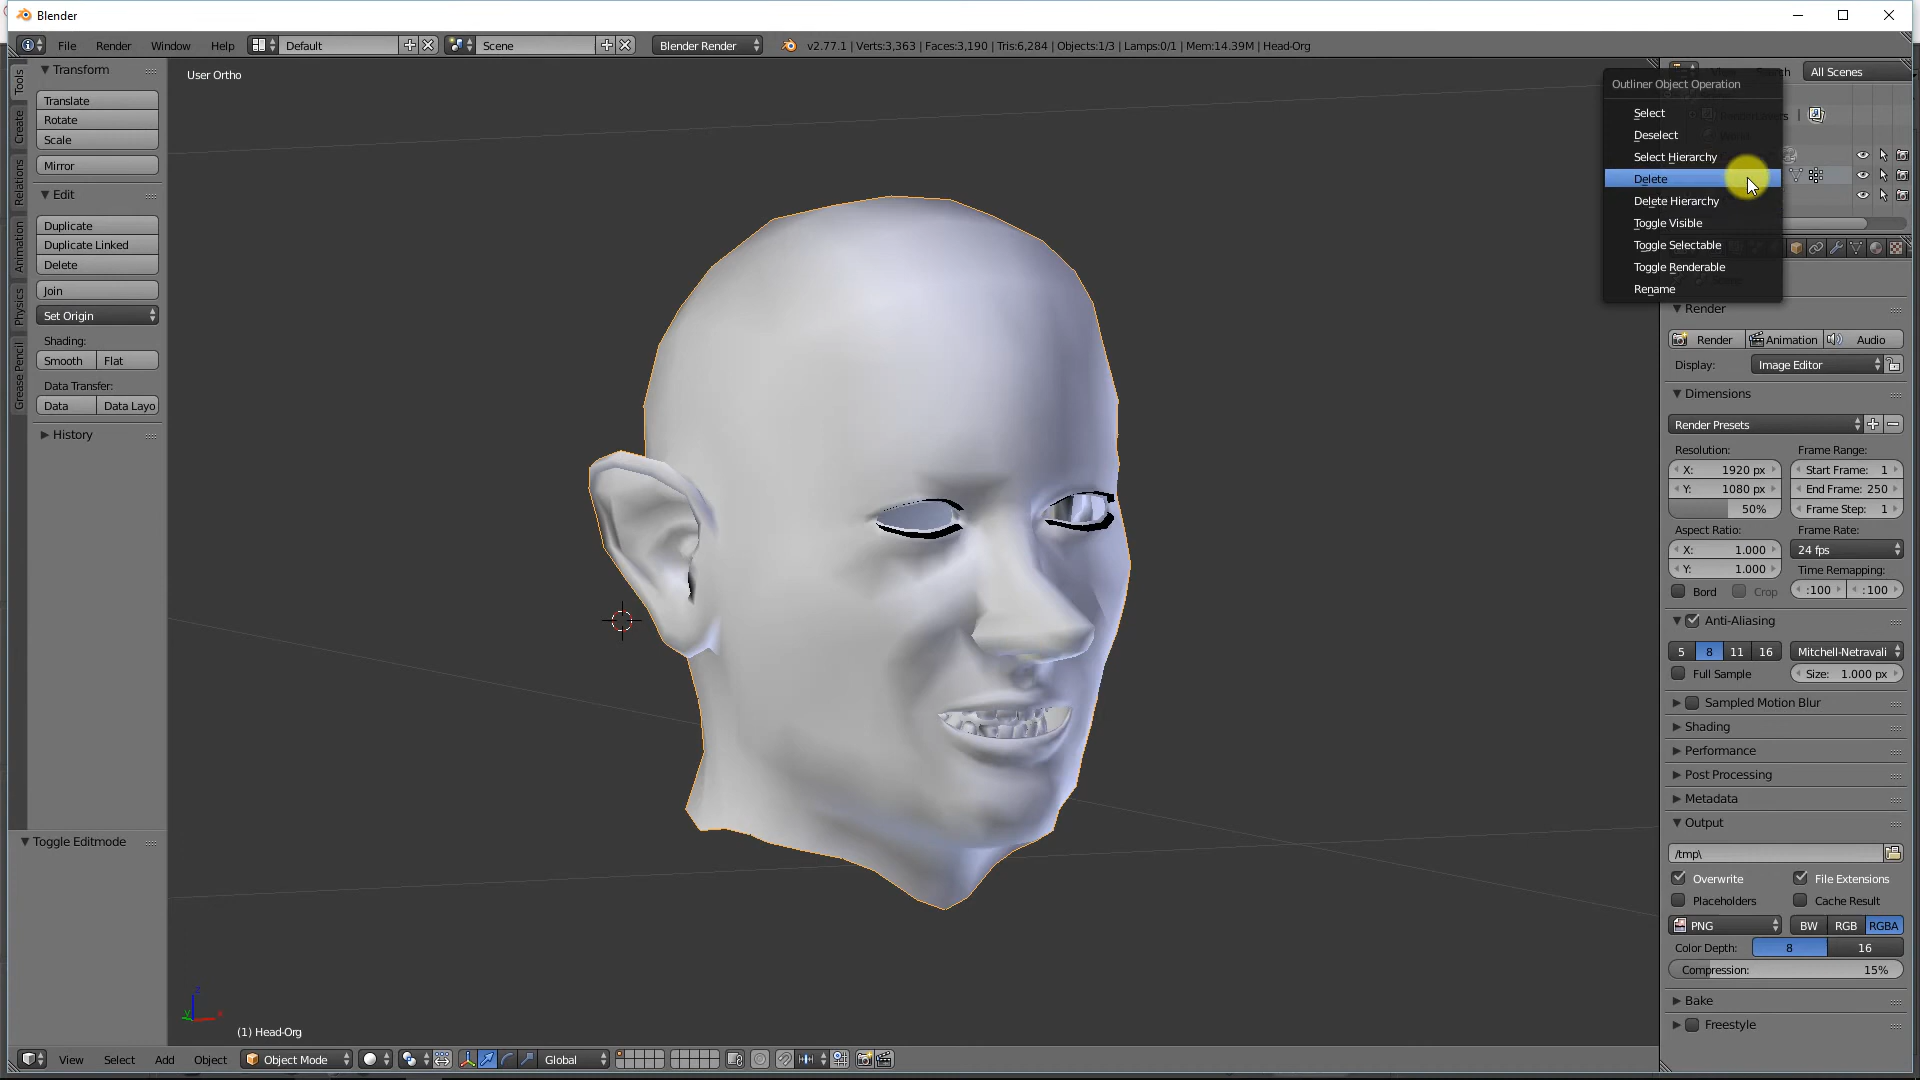 Blender
File Render Window Help Default Scene Blender Render v2.77.1 | Verts:3,363 | Faces:3,190 | Tris:6,284 | Objects:1/3 | Lamps:0/1 | Mem:14.39M | Head-Org
Tools
Create
Relations
Animation
Physics
Grease Pencil
Transform
Translate
Rotate
Scale
Mirror
Edit
Duplicate
Duplicate Linked
Delete
Join
Set Origin
Shading:
Smooth Flat
Data Transfer:
Data Data Layo
History
Toggle Editmode
User Ortho
(1) Head-Org
z
y
x
View Select Add Object Object Mode Global
All Scenes
Outliner Object Operation
Select
Deselect
Select Hierarchy
Delete
Delete Hierarchy
Toggle Visible
Toggle Selectable
Toggle Renderable
Rename
Render
Render Animation Audio
Display: Image Editor
Dimensions
Render Presets
Resolution: Frame Range:
X: 1920 px Start Frame: 1
Y: 1080 px End Frame: 250
50% Frame Step: 1
Aspect Ratio: Frame Rate:
X: 1.000 24 fps
Y: 1.000 Time Remapping:
Bord Crop :100 :100
Anti-Aliasing
5 8 11 16 Mitchell-Netravali
Full Sample Size: 1.000 px
Sampled Motion Blur
Shading
Performance
Post Processing
Metadata
Output
/tmp\
Overwrite File Extensions
Placeholders Cache Result
PNG BW RGB RGBA
Color Depth: 8 16
Compression: 15%
Bake
Freestyle